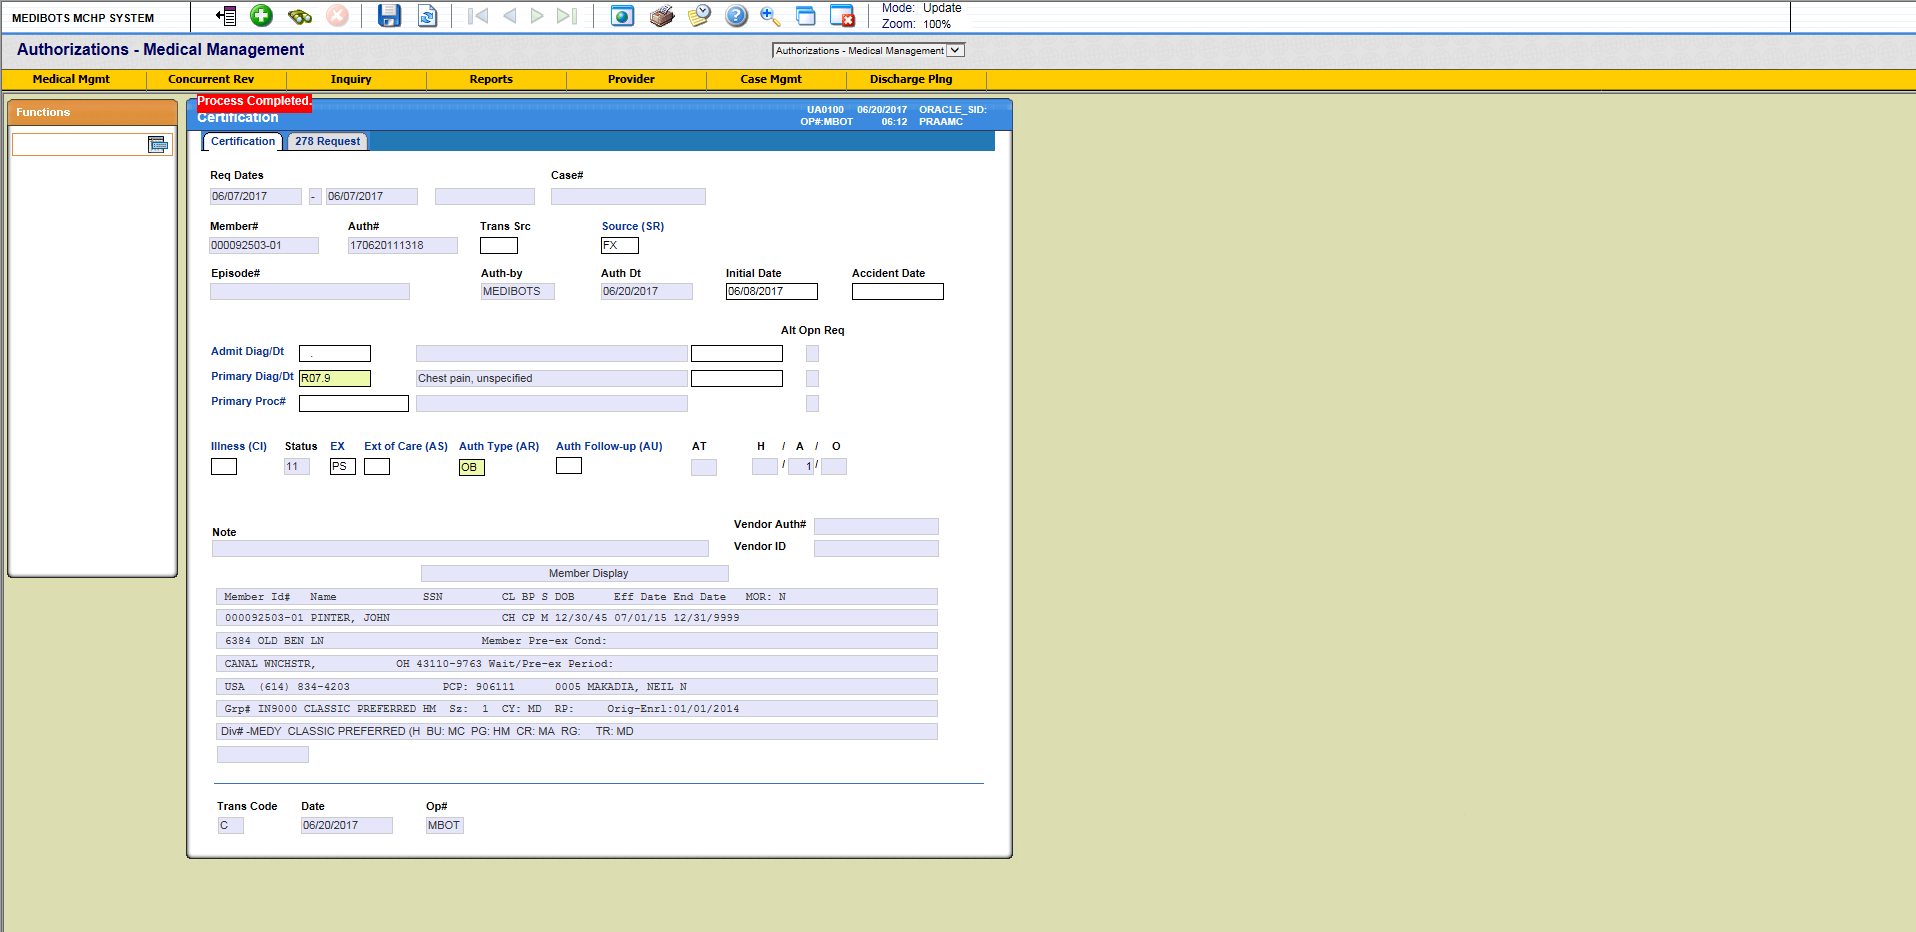 MEDIBOTS MCHP SYSTEM
Mode: Update
Zoom: 100%
Authorizations - Medical Management
Authorizations - Medical Management
Medical Mgmt Concurrent Rev Inquiry Reports Provider Case Mgmt Discharge Plng
Functions
Process Completed.
Certification
UA0100 06/20/2017 ORACLE_SID:
OP#:MBOT 06:12 PRAAMC
Certification 278 Request
Req Dates Case#
06/07/2017 - 06/07/2017
Member# Auth# Trans Src Source (SR)
000092503-01 170620111318 FX
Episode# Auth-by Auth Dt Initial Date Accident Date
MEDIBOTS 06/20/2017 06/08/2017
Alt Opn Req
Admit Diag/Dt .
Primary Diag/Dt R07.9 Chest pain, unspecified
Primary Proc#
Illness (CI) Status EX Ext of Care (AS) Auth Type (AR) Auth Follow-up (AU) AT H / A / O
11 PS OB / 1 /
Vendor Auth#
Note
Vendor ID
Member Display
Member Id# Name SSN CL BP S DOB Eff Date End Date MOR: N
000092503-01 PINTER, JOHN CH CP M 12/30/45 07/01/15 12/31/9999
6384 OLD BEN LN Member Pre-ex Cond:
CANAL WNCHSTR, OH 43110-9763 Wait/Pre-ex Period:
USA (614) 834-4203 PCP: 906111 0005 MAKADIA, NEIL N
Grp# IN9000 CLASSIC PREFERRED HM Sz: 1 CY: MD RP: Orig-Enrl:01/01/2014
Div# -MEDY CLASSIC PREFERRED (H BU: MC PG: HM CR: MA RG: TR: MD
Trans Code Date Op#
C 06/20/2017 MBOT